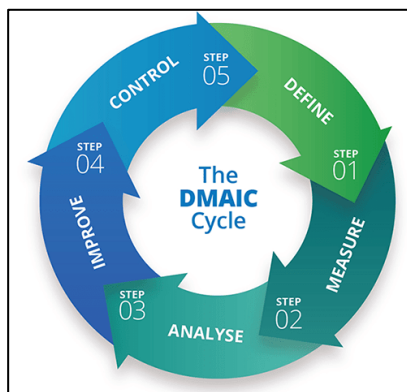 The
DMAIC
Cycle
DEFINE
STEP
01
MEASURE
STEP
02
ANALYSE
STEP
03
IMPROVE
STEP
04
CONTROL
STEP
05